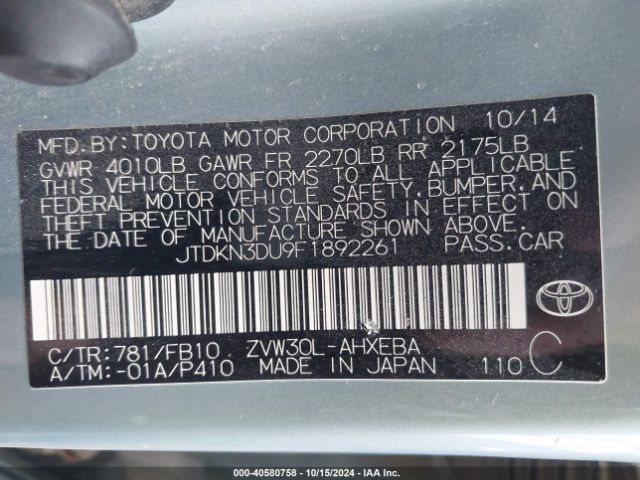 MFD.BY:TOYOTA MOTOR CORPORATION 10/14
GVWR 4010LB GAWR FR 2270LB RR 2175LB
THIS VEHICLE CONFORMS TO ALL APPLICABLE
FEDERAL MOTOR VEHICLE SAFETY,BUMPER,AND
THEFT PREVENTION STANDARDS IN EFFECT ON
THE DATE OF MANUFACTURE SHOWN ABOVE.
JTDKN3DU9F1892261 PASS.CAR
C/TR:781/FB10 ZVW30L-AHXEBA
A/TM:-01A/P410 MADE IN JAPAN 110 C
000-40580758 | 10/15/2024 | IAA Inc.